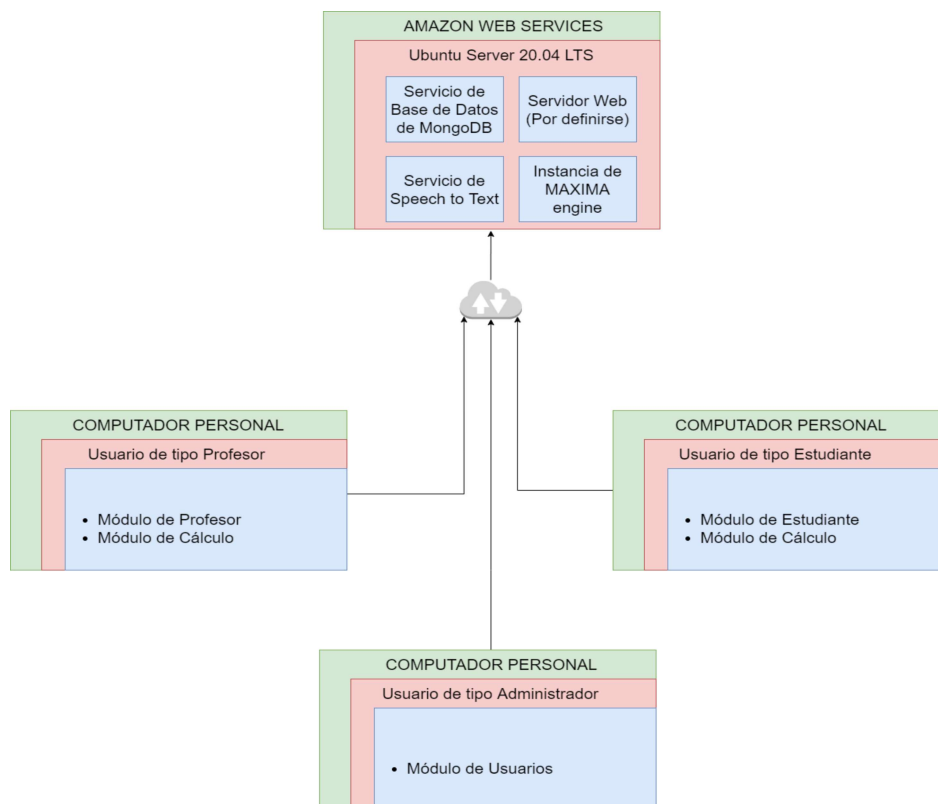 AMAZON WEB SERVICES
Ubuntu Server 20.04 LTS
Servicio de
Base de Datos
de MongoDB
Servidor Web
(Por definirse)
Servicio de
Speech to Text
Instancia de
MAXIMA
engine
COMPUTADOR PERSONAL
Usuario de tipo Profesor
• Módulo de Profesor
• Módulo de Cálculo
COMPUTADOR PERSONAL
Usuario de tipo Estudiante
• Módulo de Estudiante
• Módulo de Cálculo
COMPUTADOR PERSONAL
Usuario de tipo Administrador
• Módulo de Usuarios